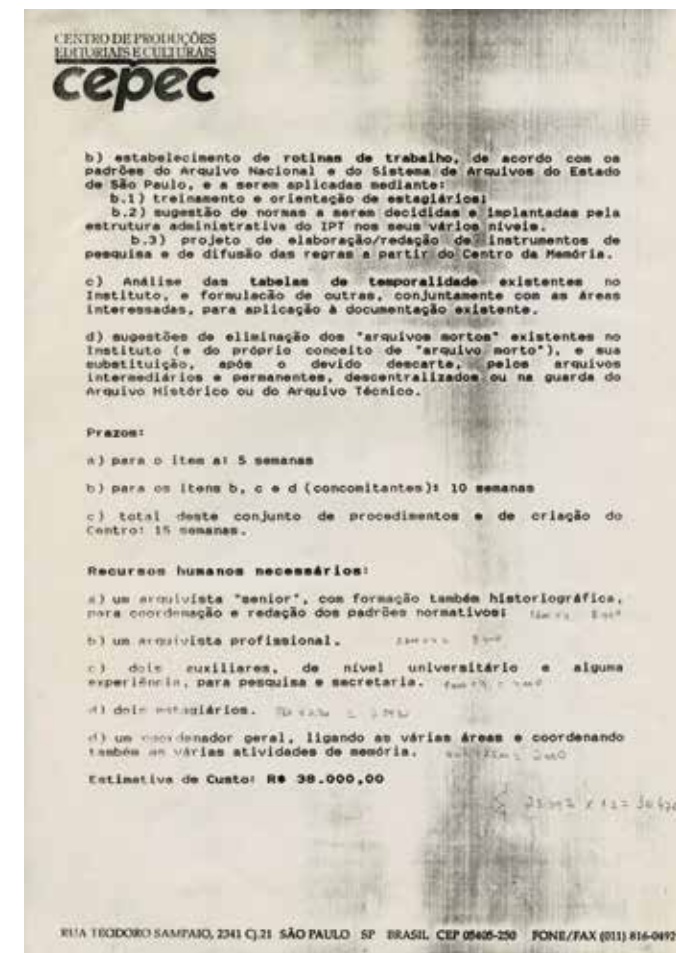 CENTRO DE PRODUÇÕES
EDITORIAIS E CULTURAIS
cepec
b) estabelecimento de rotinas de trabalho, de acordo com os
padrões do Arquivo Nacional e do Sistema de Arquivos do Estado
de São Paulo, e a serem aplicadas mediante:
b.1) treinamento e orientação de estagiários;
b.2) sugestão de normas a serem decididas e implantadas pela
estrutura administrativa do IPT nos seus vários níveis.
b.3) projeto de elaboração/redação de instrumentos de
pesquisa e de difusão das regras a partir do Centro da Memória.
c) Análise das tabelas de temporalidade existentes no
Instituto, e formulacão de outras, conjuntamente com as áreas
interessadas, para aplicação à documentação existente.
d) sugestões de eliminação dos "arquivos mortos" existentes no
Instituto (e do próprio conceito de "arquivo morto"), e sua
substituição, após o devido descarte, pelos arquivos
intermediários e permanentes, descentralizados ou na guarda do
Arquivo Histórico ou do Arquivo Técnico.
Prazos:
a) para o item a: 5 semanas
b) para os itens b, c e d (concomitantes): 10 semanas
c) total deste conjunto de procedimentos e de criação do
Centro: 15 semanas.
Recursos humanos necessários:
a) um arquivista "senior", com formação também historiográfica,
para coordenação e redação dos padrões normativos;
b) um arquivista profissional.
c) dois auxiliares, de nível universitário e alguma
experiência, para pesquisa e secretaria.
d) dois estagiários.
d) um coordenador geral, ligando as várias áreas e coordenando
também as várias atividades de memória.
Estimativa de Custo: R$ 38.000,00
RUA TEODORO SAMPAIO, 2341 CJ.21 SÃO PAULO SP BRASIL CEP 05405-250 FONE/FAX (011) 816-0492